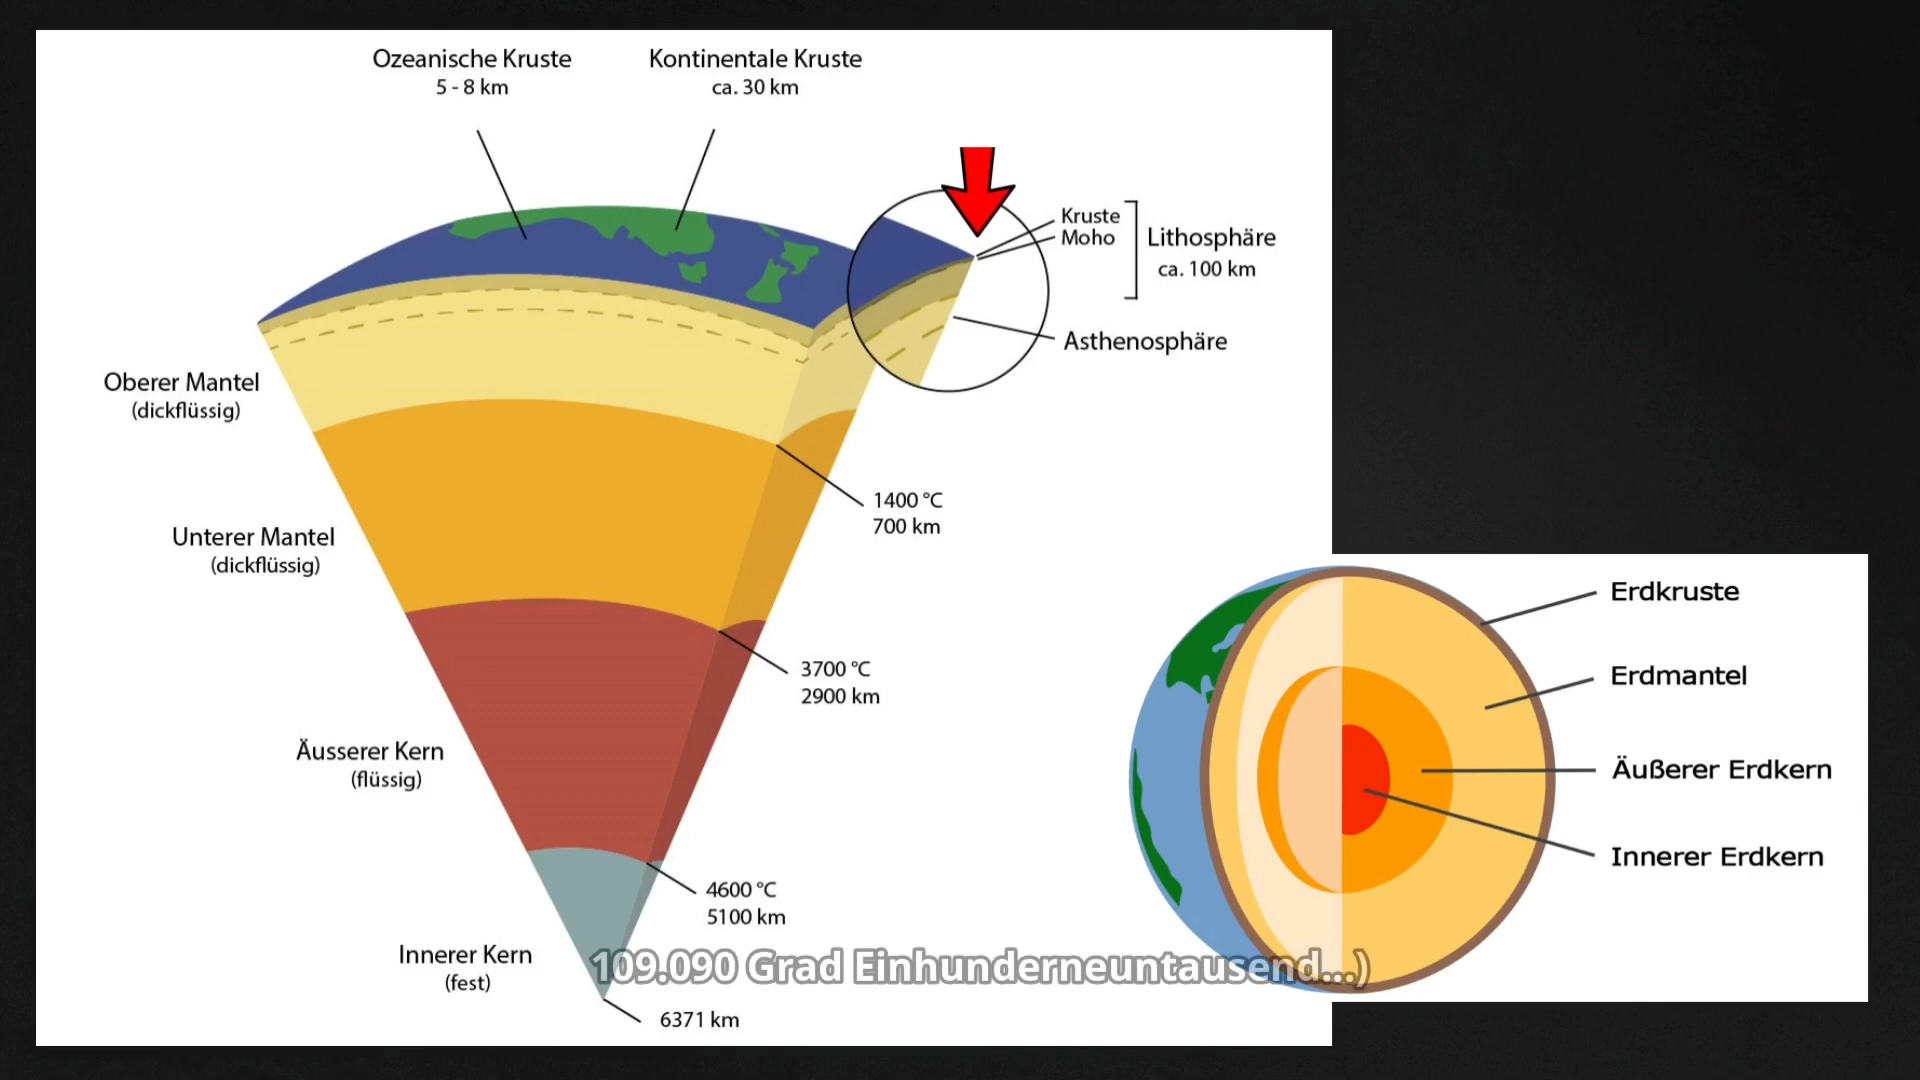 Ozeanische Kruste
5 - 8 km
Kontinentale Kruste
ca. 30 km
Kruste
Moho
Lithosphäre
ca. 100 km
Asthenosphäre
Oberer Mantel
(dickflüssig)
1400 °C
700 km
Unterer Mantel
(dickflüssig)
3700 °C
2900 km
Äusserer Kern
(flüssig)
4600 °C
5100 km
Innerer Kern
(fest)
6371 km
Erdkruste
Erdmantel
Äußerer Erdkern
Innerer Erdkern
109.090 Grad Einhunderneuntausend...)